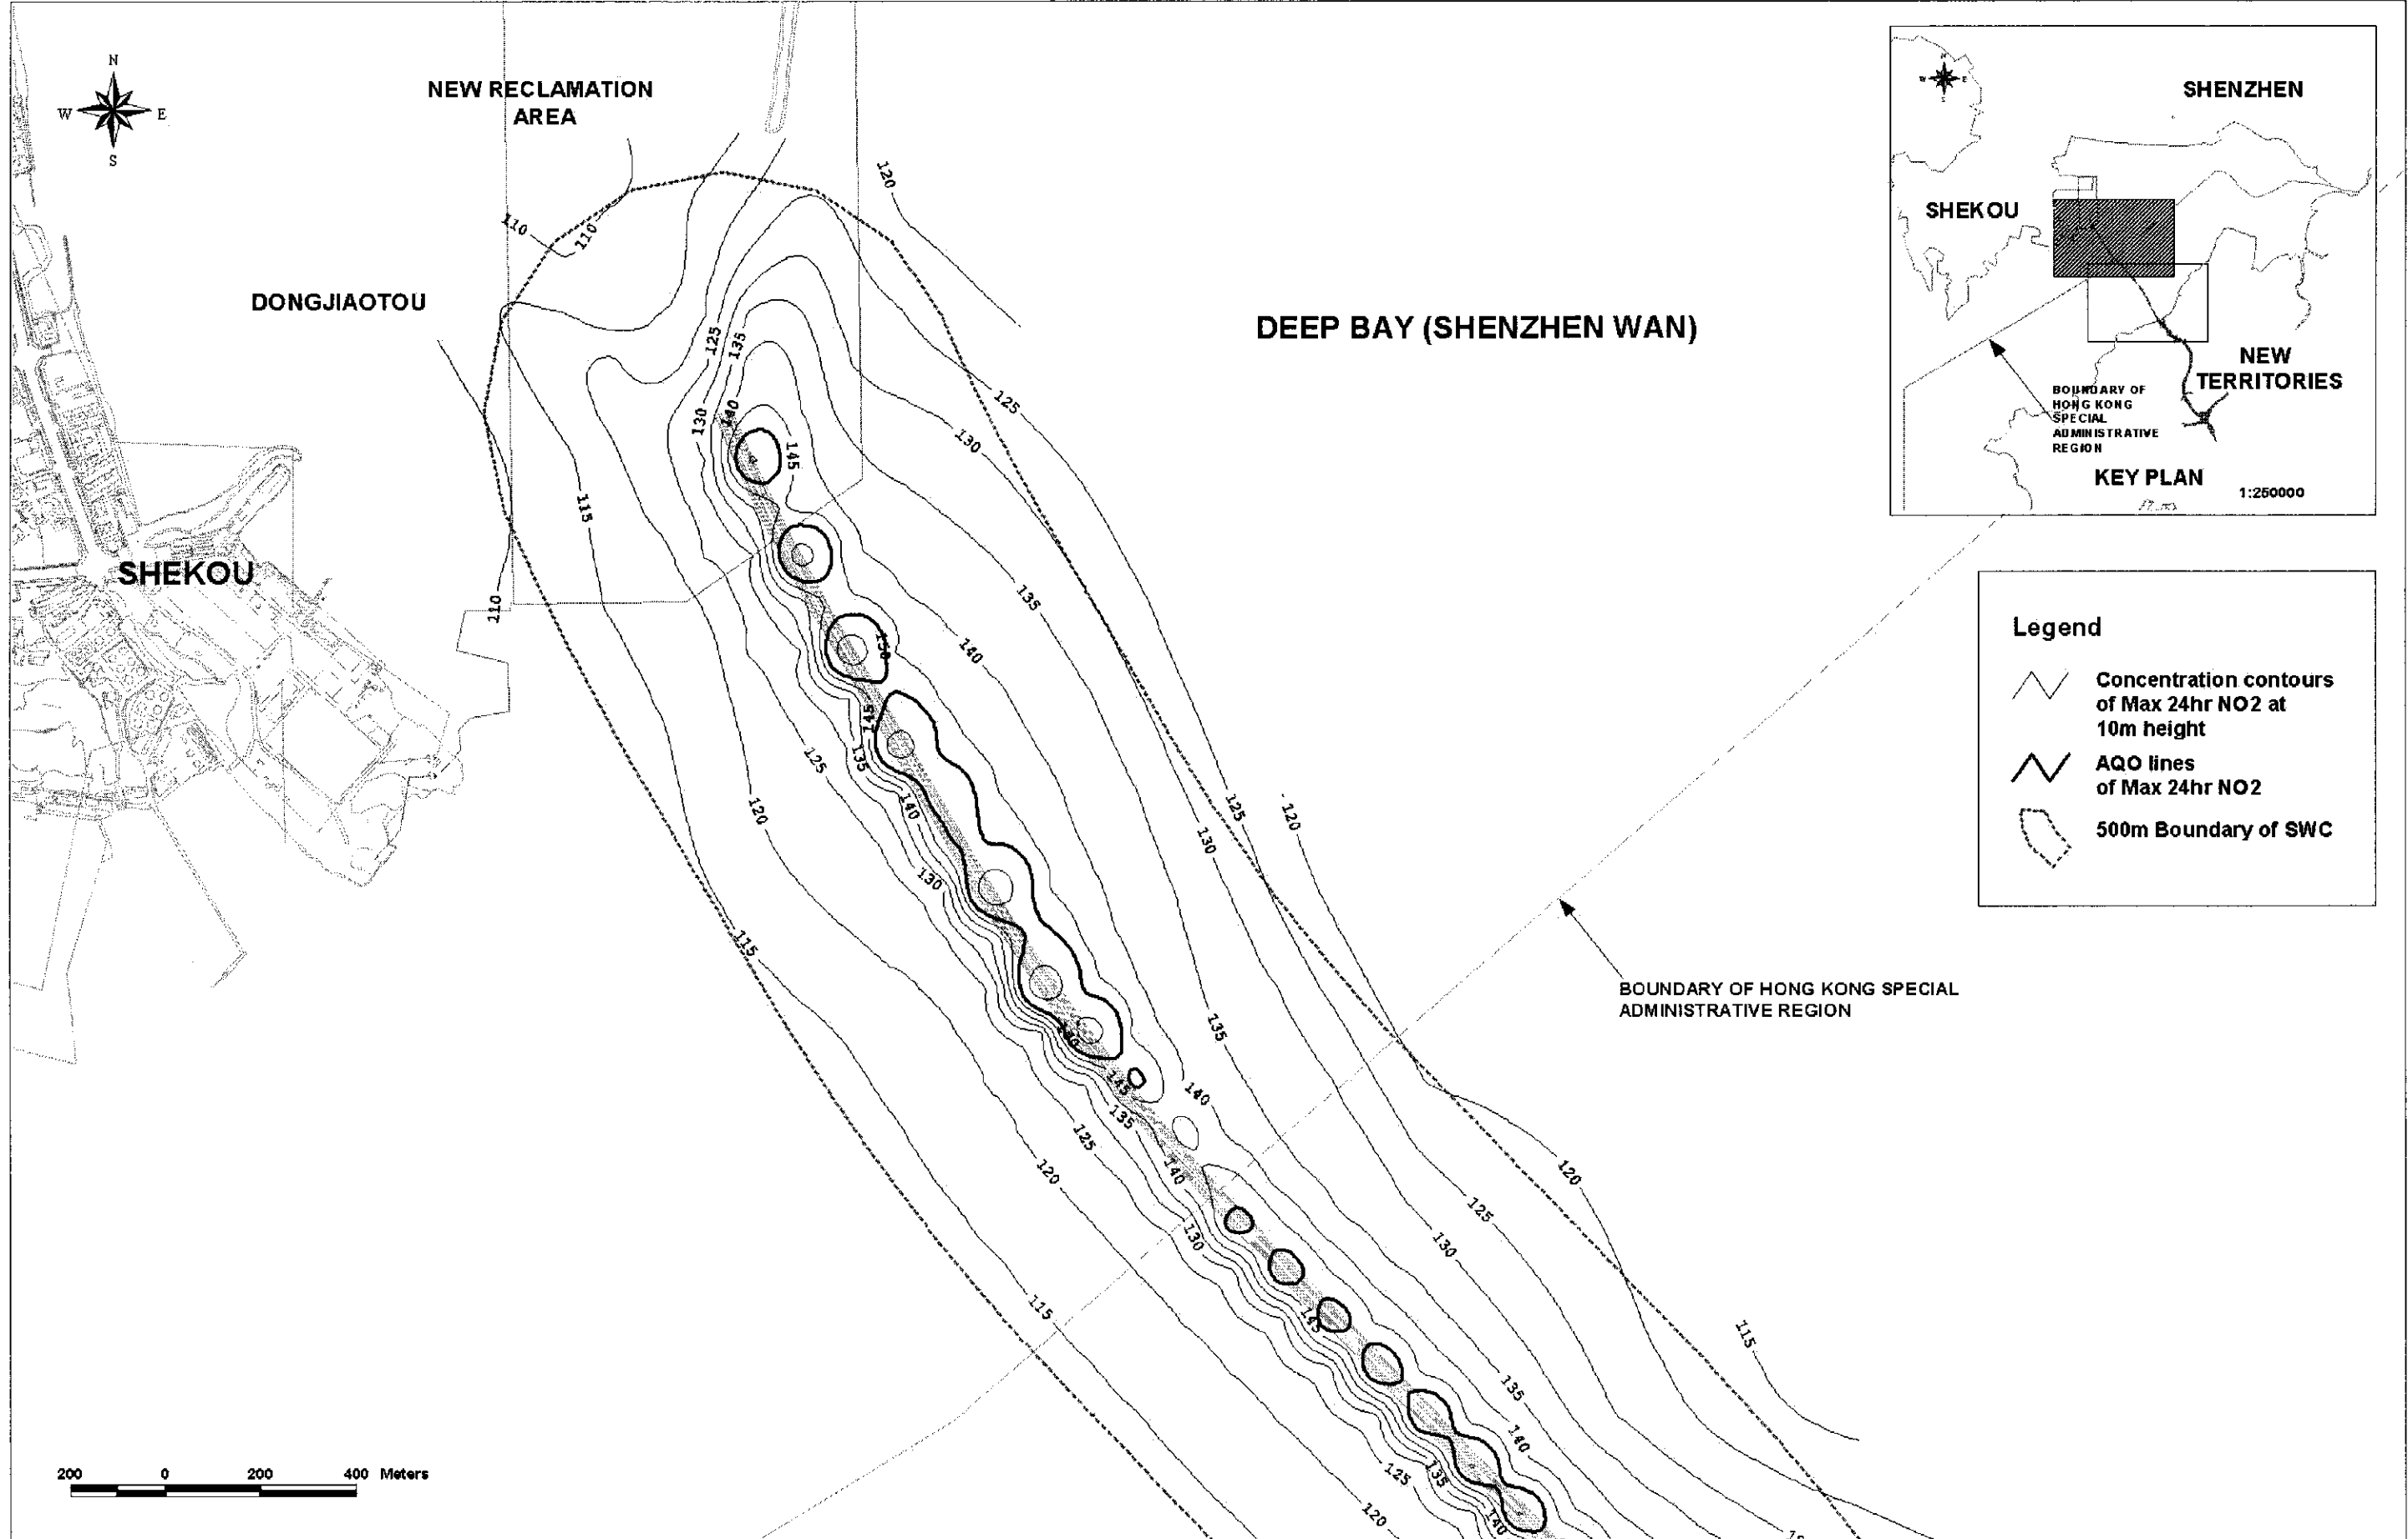 N
W
E
S
NEW RECLAMATION
AREA
DONGJIAOTOU
SHEKOU
DEEP BAY (SHENZHEN WAN)
110
110
110
115
115
115
120
120
120
120
120
120
120
125
125
125
125
125
125
125
130
130
130
130
130
130
135
135
135
135
135
135
135
140
140
140
140
140
140
140
145
145
145
145
150
115
BOUNDARY OF HONG KONG SPECIAL
ADMINISTRATIVE REGION
200 0 200 400 Meters
N
W
E
S
SHENZHEN
SHEKOU
NEW
TERRITORIES
BOUNDARY OF
HONG KONG
SPECIAL
ADMINISTRATIVE
REGION
KEY PLAN
1:250000
Legend
Concentration contours
of Max 24hr NO2 at
10m height
AQO lines
of Max 24hr NO2
500m Boundary of SWC